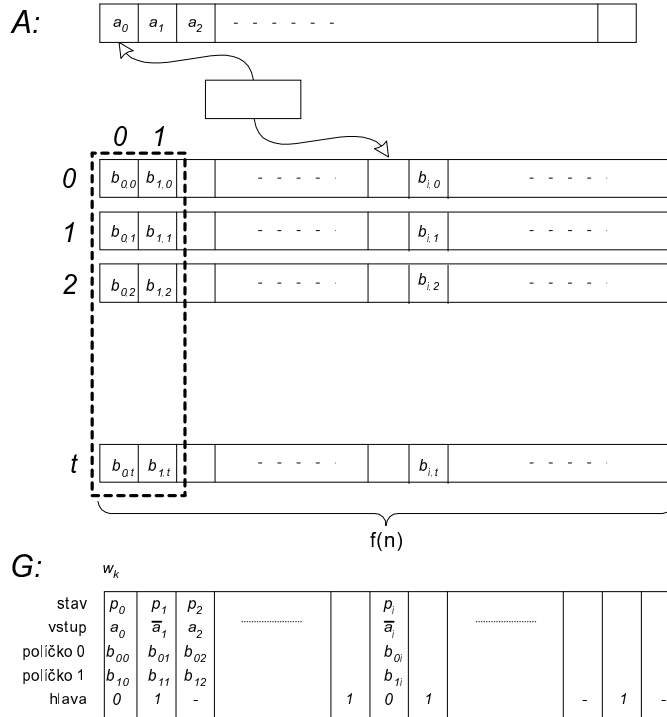 A:
a0 a1 a2 - - - - - -
0 1
0 b0,0 b1,0 - - - - bi,0 - - - -
1 b0,1 b1,1 - - - - bi,1 - - - -
2 b0,2 b1,2 - - - - bi,2 - - - -
t b0,t b1,t - - - - bi,t - - - -
f(n)
G: wk
stav p0 p1 p2 pi
vstup a0 a̅1 a2 a̅i
políčko 0 b00 b01 b02 b0i
políčko 1 b10 b11 b12 b1i
hlava 0 1 - 1 0 1 - 1 -